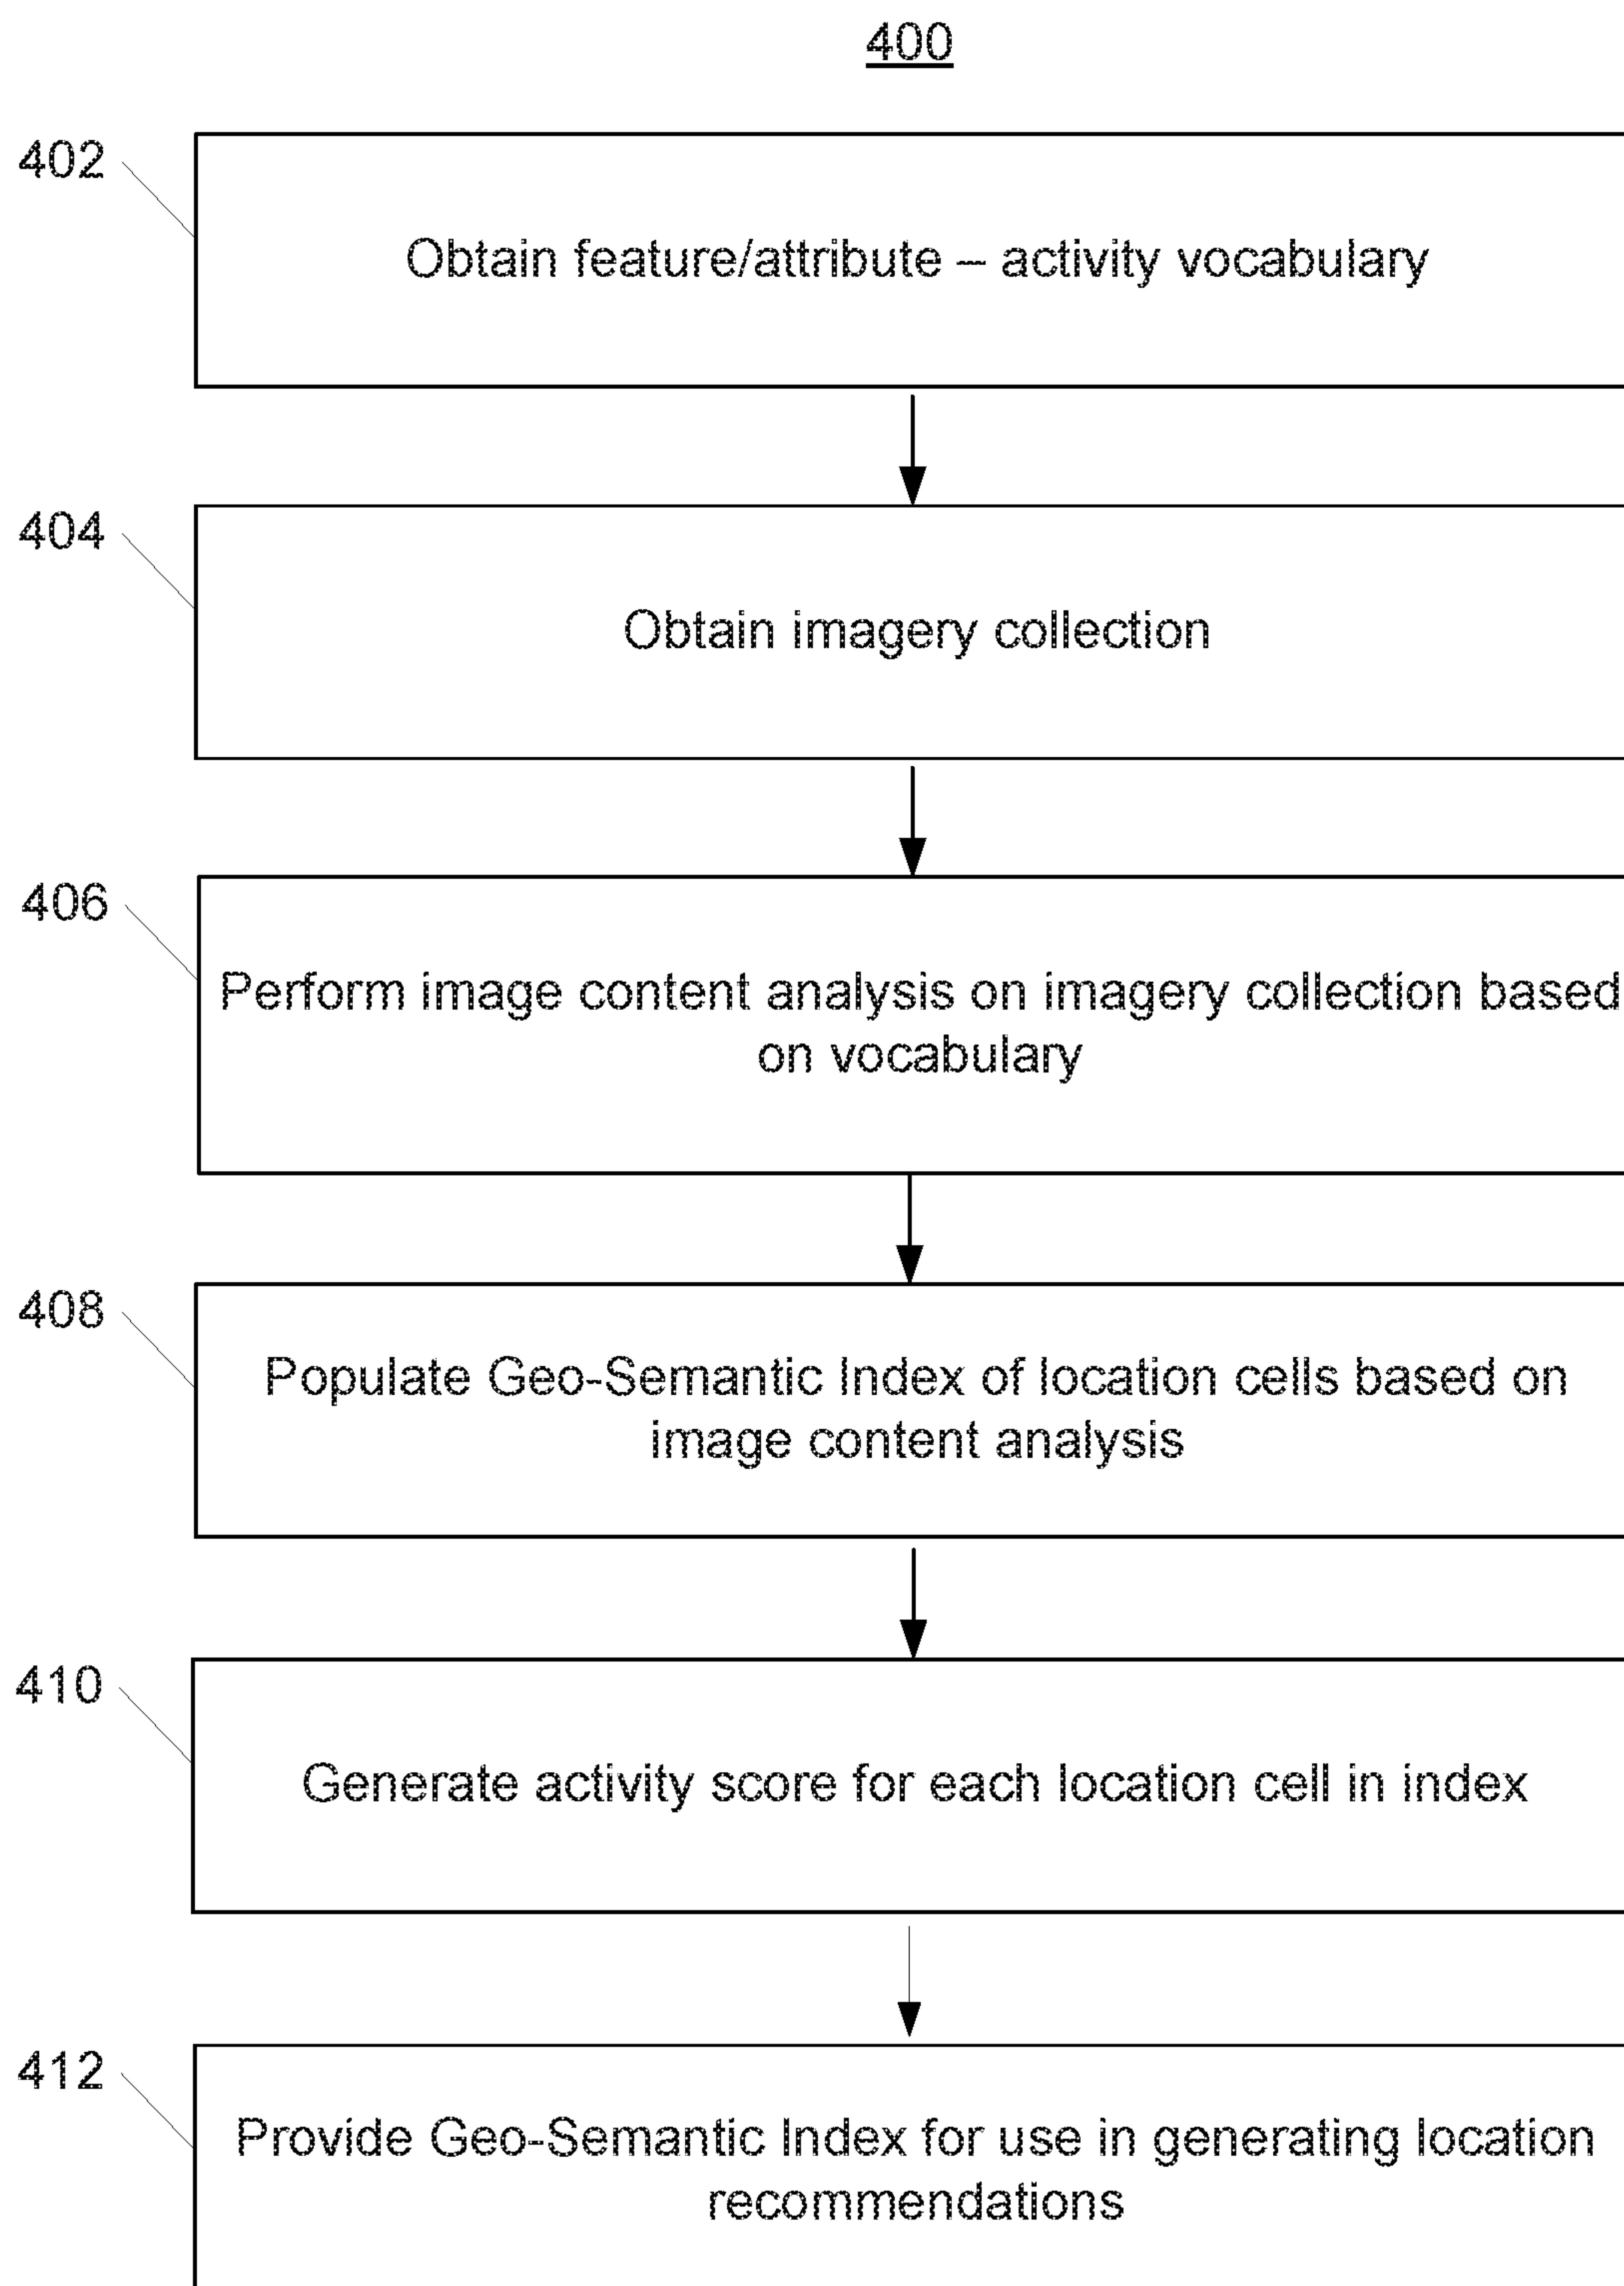 400
402
Obtain feature/attribute – activity vocabulary
404
Obtain imagery collection
406
Perform image content analysis on imagery collection based
on vocabulary
408
Populate Geo-Semantic Index of location cells based on
image content analysis
410
Generate activity score for each location cell in index
412
Provide Geo-Semantic Index for use in generating location
recommendations